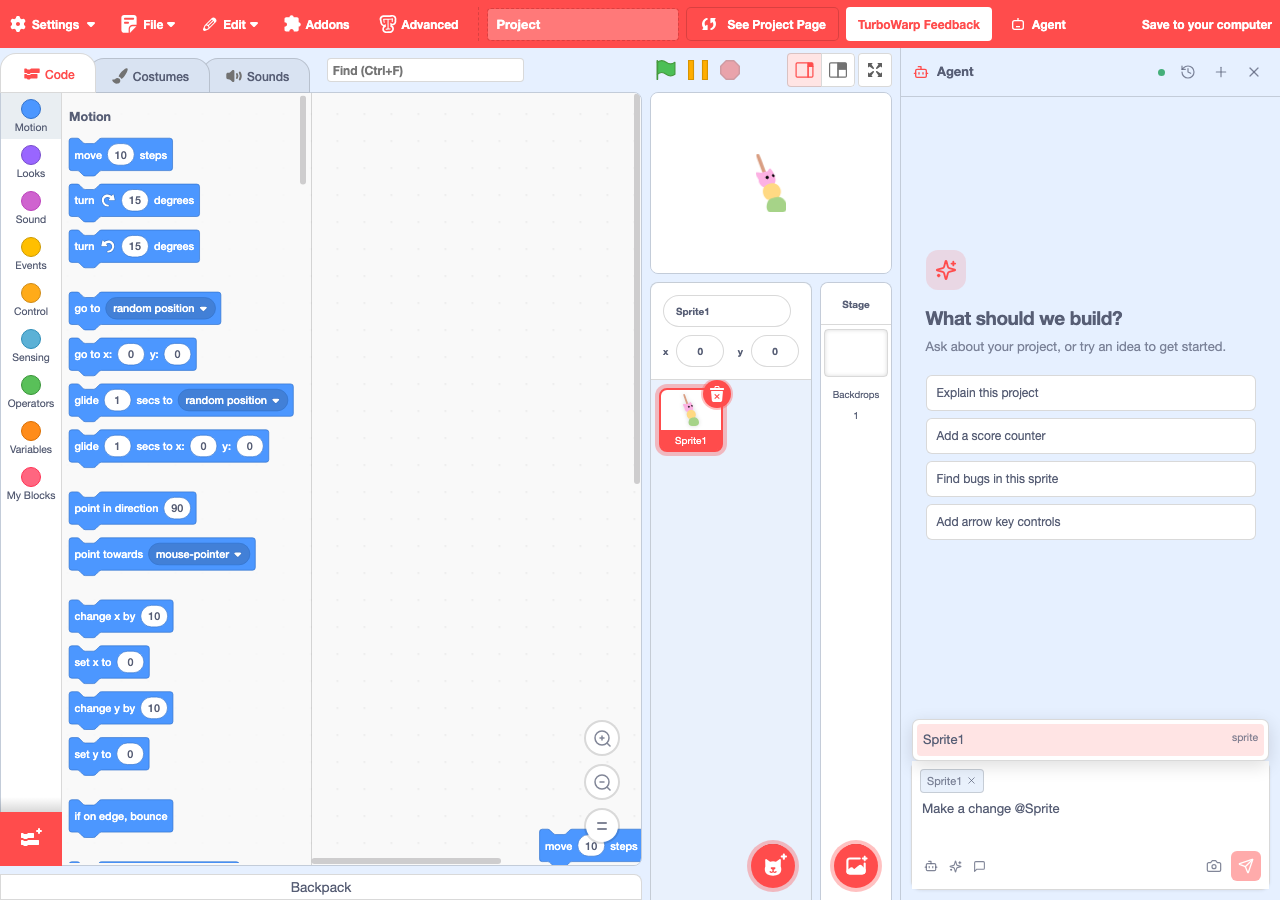 Settings File Edit Addons Advanced Project See Project Page TurboWarp Feedback Agent Save to your computer
Code Costumes Sounds Find (Ctrl+F)
Agent
Motion
Looks
Sound
Events
Control
Sensing
Operators
Variables
My Blocks
Motion
move 10 steps
turn 15 degrees
turn 15 degrees
go to random position
go to x: 0 y: 0
glide 1 secs to random position
glide 1 secs to x: 0 y: 0
point in direction 90
point towards mouse-pointer
change x by 10
set x to 0
change y by 10
set y to 0
if on edge, bounce
move 10 steps
Backpack
Sprite1
x 0 y 0
Sprite1
Stage
Backdrops
1
What should we build?
Ask about your project, or try an idea to get started.
Explain this project
Add a score counter
Find bugs in this sprite
Add arrow key controls
Sprite1 sprite
Sprite1
Make a change @Sprite